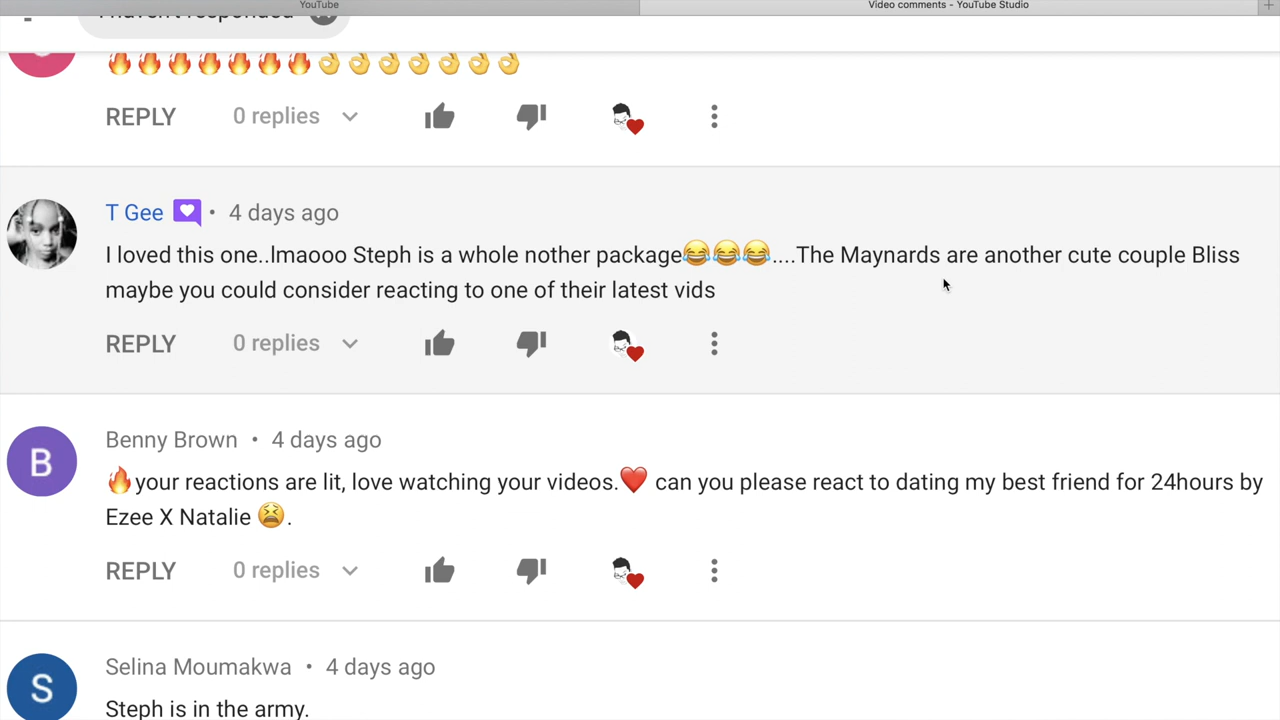 YouTube
Video comments - YouTube Studio
I haven't responded
🔥🔥🔥🔥🔥🔥🔥👌👌👌👌👌👌👌
REPLY 0 replies
T Gee • 4 days ago
I loved this one..lmaooo Steph is a whole nother package😂😂😂....The Maynards are another cute couple Bliss
maybe you could consider reacting to one of their latest vids
REPLY 0 replies
B
Benny Brown • 4 days ago
🔥your reactions are lit, love watching your videos.❤️ can you please react to dating my best friend for 24hours by
Ezee X Natalie 😫.
REPLY 0 replies
S
Selina Moumakwa • 4 days ago
Steph is in the army.